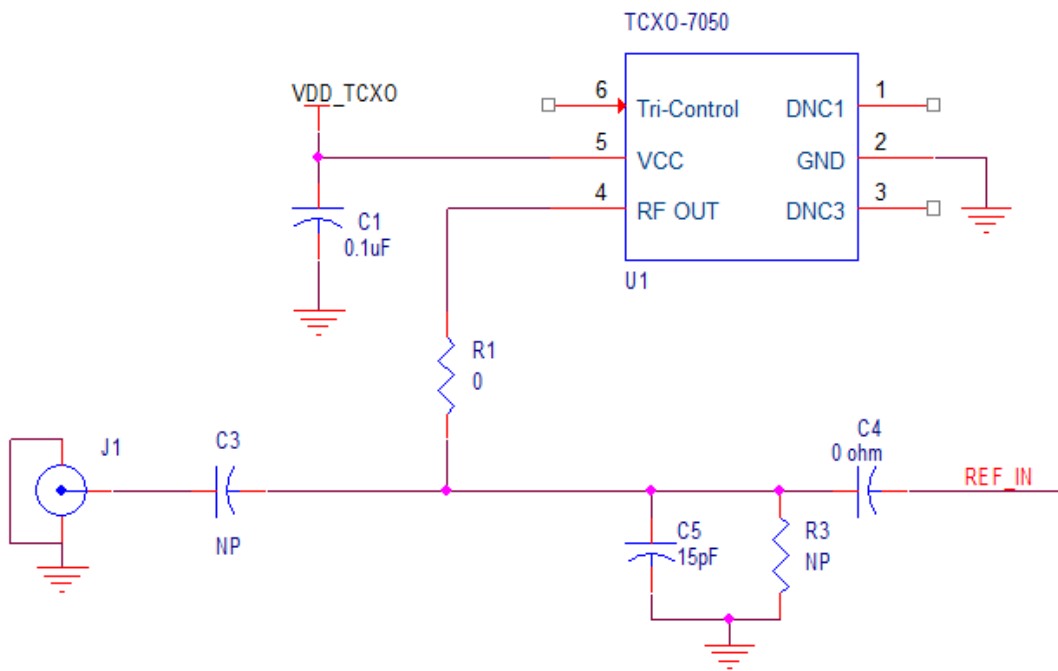 TCXO-7050
VDD_TCXO
6
Tri-Control
DNC1
1
5
VCC
GND
2
4
RF OUT
DNC3
3
C1
0.1uF
U1
R1
0
J1
C3
NP
C4
0 ohm
REF_IN
C5
15pF
R3
NP